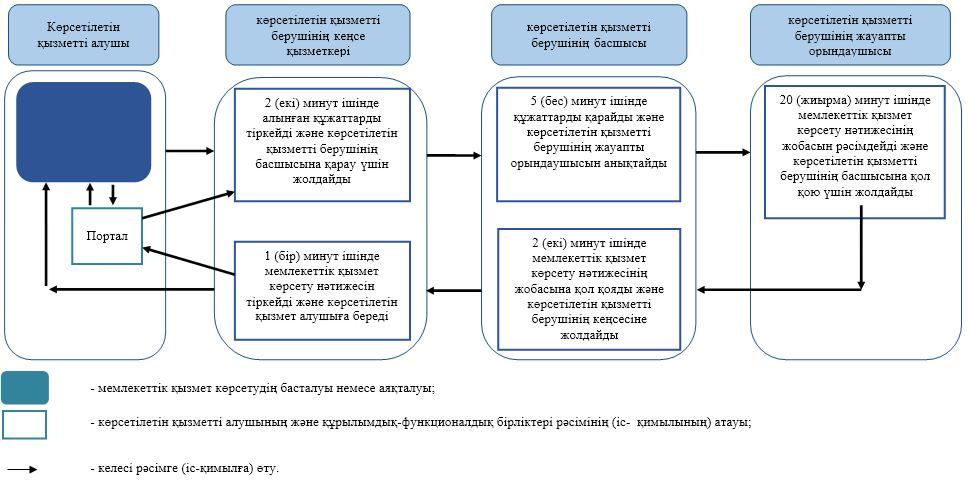 Көрсетілетін
қызметті алушы
көрсетілетін қызметті
берушінің кеңсе
қызметкері
көрсетілетін қызметті
берушінің басшысы
көрсетілетін қызметті
берушінің жауапты
орындаушысы
2 (екі) минут ішінде
алынған құжаттарды
тіркейді және көрсетілетін
қызметті берушінің
басшысына қарау үшін
жолдайды
5 (бес) минут ішінде
құжаттарды қарайды және
көрсетілетін қызметті
берушінің жауапты
орындаушысын анықтайды
20 (жиырма) минут ішінде
мемлекеттік қызмет
көрсету нәтижесінің
жобасын рәсімдейді және
көрсетілетін қызметті
берушінің басшысына қол
қою үшін жолдайды
Портал
1 (бір) минут ішінде
мемлекеттік қызмет
көрсету нәтижесін
тіркейді және көрсетілетін
қызмет алушыға береді
2 (екі) минут ішінде
мемлекеттік қызмет
көрсету нәтижесінің
жобасына қол қояды және
көрсетілетін қызметті
берушінің кеңсесіне
жолдайды
- мемлекеттік қызмет көрсетудің басталуы немесе аяқталуы;
- көрсетілетін қызметті алушының және құрылымдық-функционалдық бірліктері рәсімінің (іс- қимылының) атауы;
- келесі рәсімге (іс-қимылға) өту.